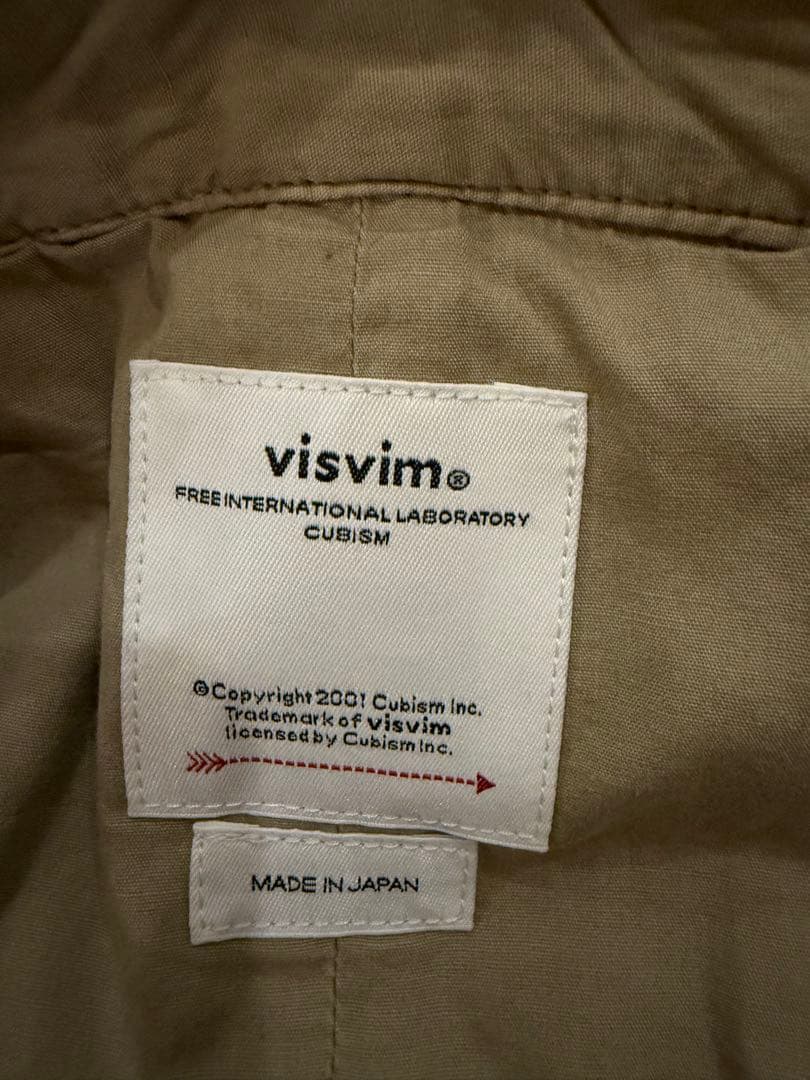 visvim®
FREE INTERNATIONAL LABORATORY
CUBISM
©Copyright 2001 Cubism Inc.
Trademark of visvim
licensed by Cubism Inc.
MADE IN JAPAN